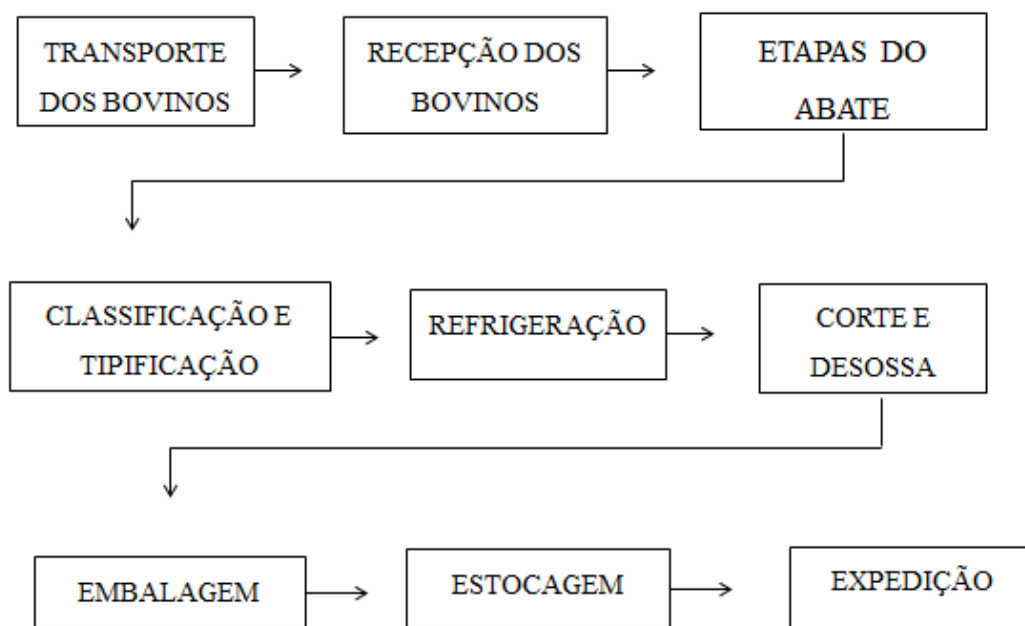 TRANSPORTE
DOS BOVINOS
RECEPÇÃO DOS
BOVINOS
ETAPAS DO
ABATE
CLASSIFICAÇÃO E
TIPIFICAÇÃO
REFRIGERAÇÃO
CORTE E
DESOSSA
EMBALAGEM
ESTOCAGEM
EXPEDIÇÃO